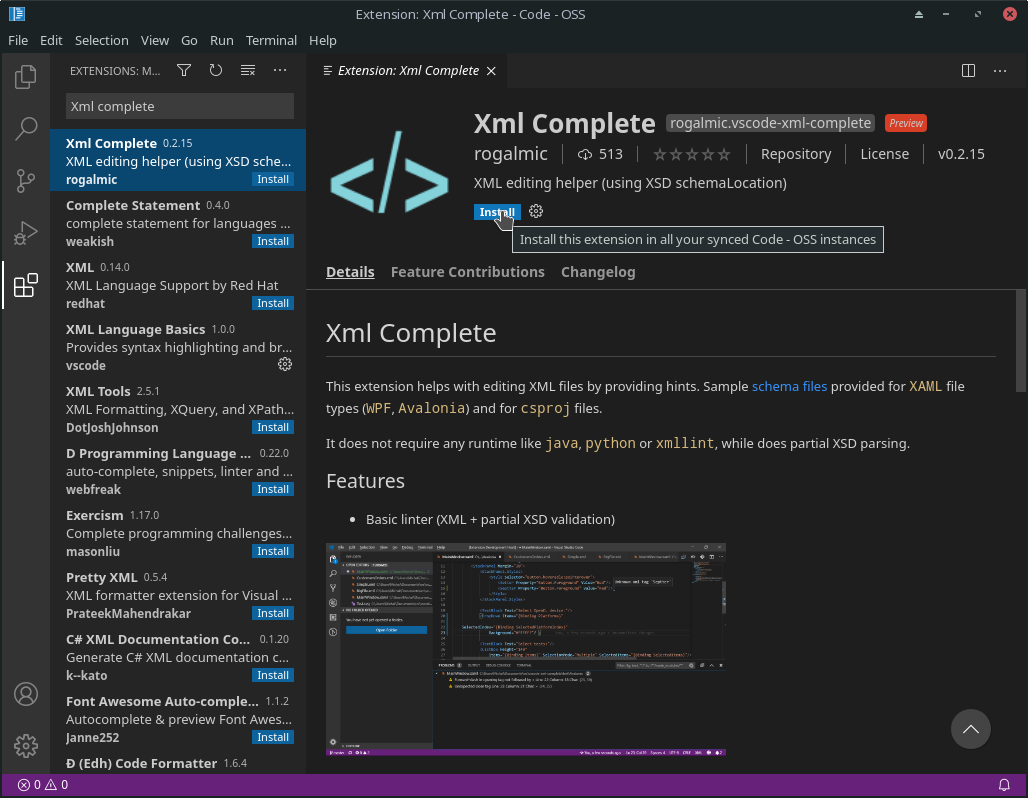 Extension: Xml Complete - Code - OSS
File Edit Selection View Go Run Terminal Help
EXTENSIONS: M...
Xml complete
Xml Complete 0.2.15
XML editing helper (using XSD sche...
rogalmic Install
Complete Statement 0.4.0
complete statement for languages ...
weakish Install
XML 0.14.0
XML Language Support by Red Hat
redhat Install
XML Language Basics 1.0.0
Provides syntax highlighting and br...
vscode
XML Tools 2.5.1
XML Formatting, XQuery, and XPath...
DotJoshJohnson Install
D Programming Language ... 0.22.0
auto-complete, snippets, linter and ...
webfreak Install
Exercism 1.17.0
Complete programming challenges...
masonliu Install
Pretty XML 0.5.4
XML formatter extension for Visual ...
PrateekMahendrakar Install
C# XML Documentation Co... 0.1.20
Generate C# XML documentation c...
k--kato Install
Font Awesome Auto-comple... 1.1.2
Autocomplete & preview Font Awes...
Janne252 Install
Đ (Edh) Code Formatter 1.6.4
Extension: Xml Complete
Xml Complete rogalmic.vscode-xml-complete Preview
rogalmic 513 Repository License v0.2.15
XML editing helper (using XSD schemaLocation)
Install
Install this extension in all your synced Code - OSS instances
Details Feature Contributions Changelog
Xml Complete
This extension helps with editing XML files by providing hints. Sample schema files provided for XAML file
types (WPF, Avalonia) and for csproj files.
It does not require any runtime like java, python or xmllint, while does partial XSD parsing.
Features
• Basic linter (XML + partial XSD validation)
Open Folder
0 0